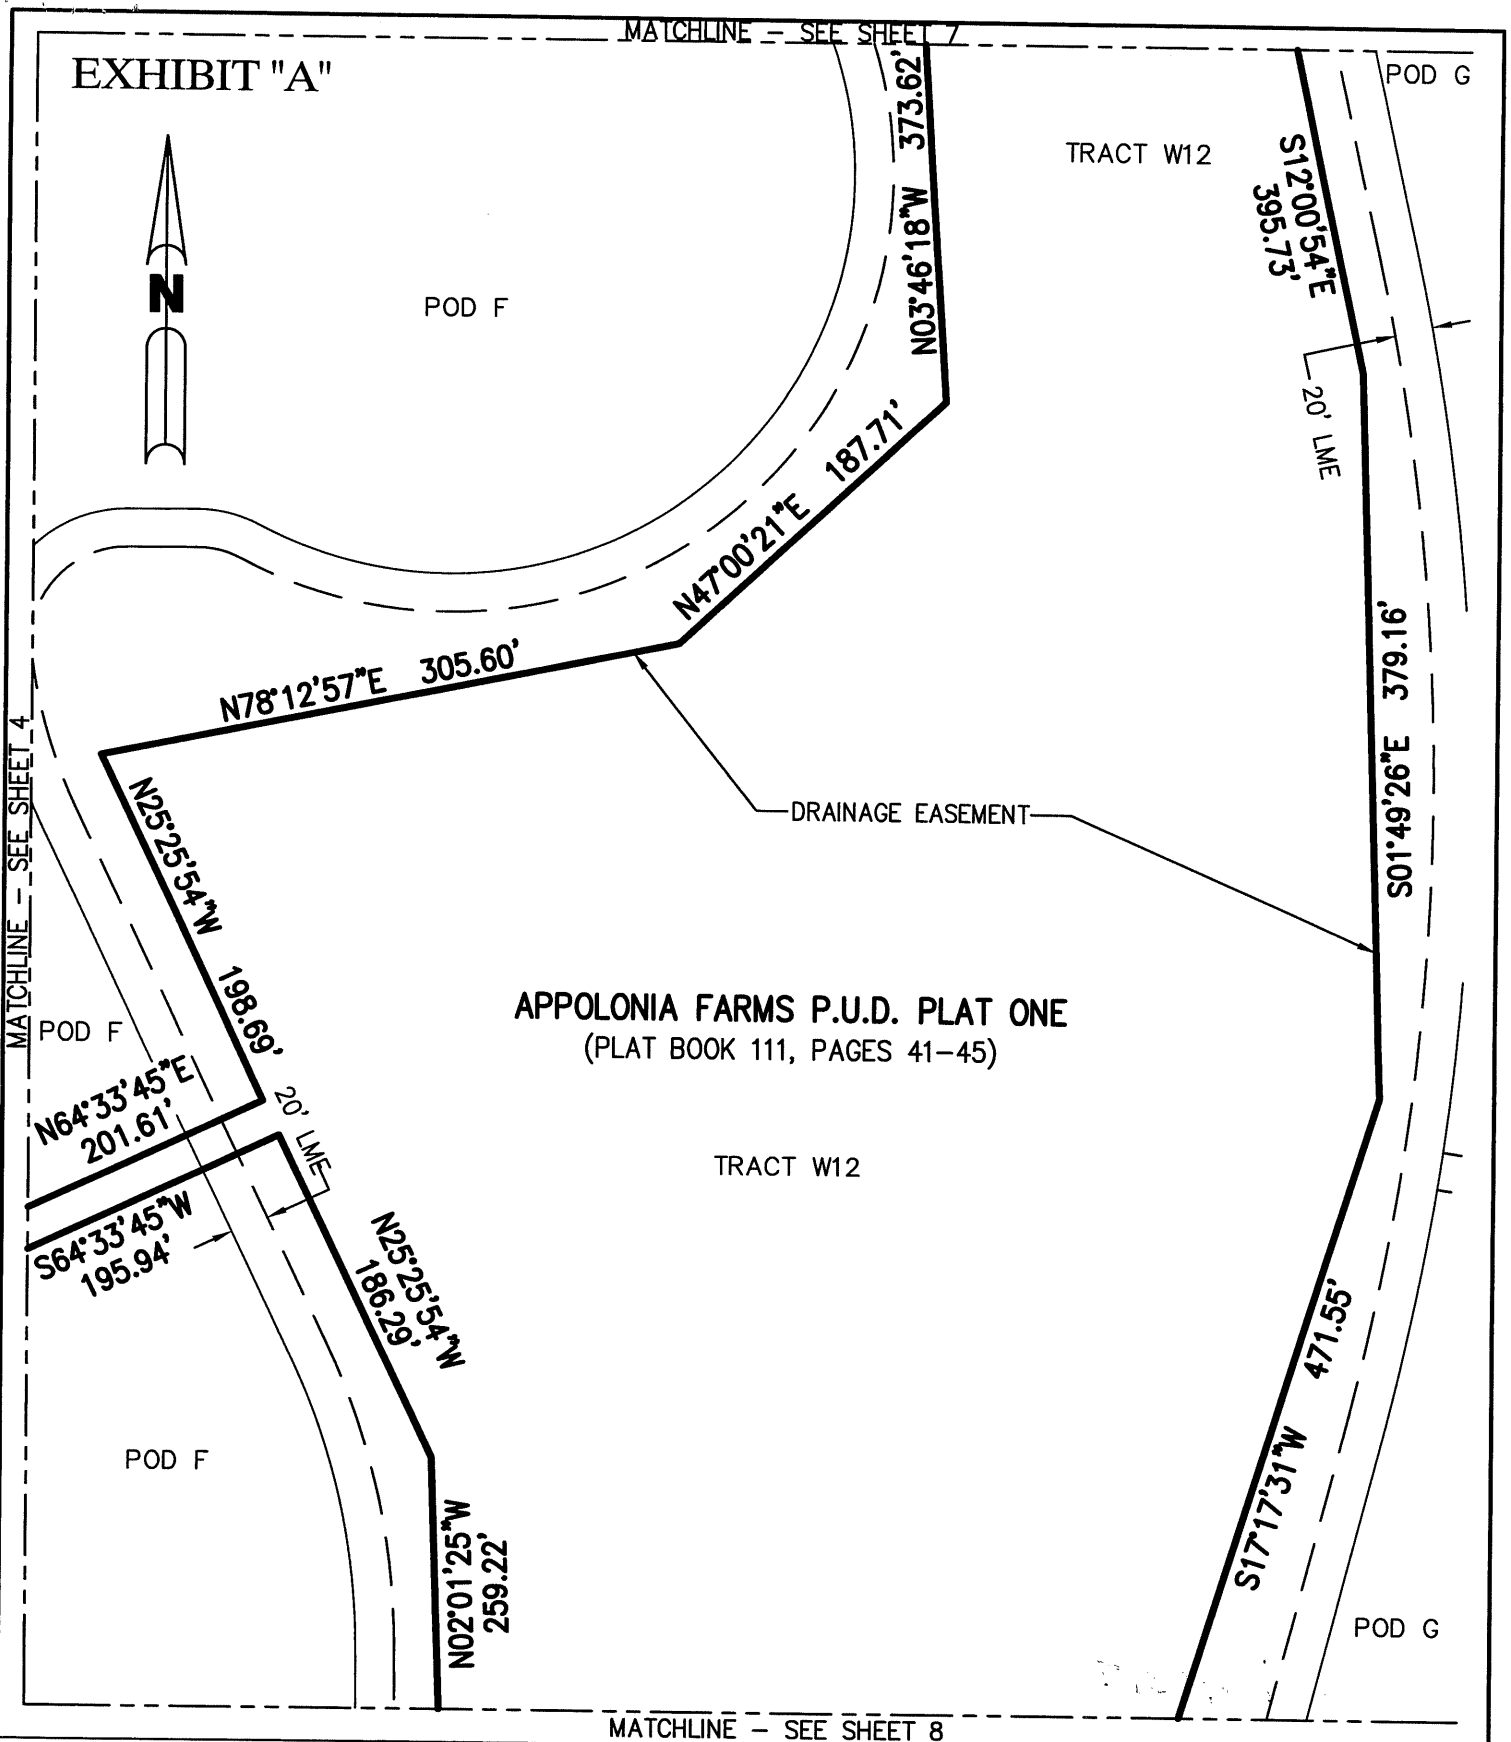 MATCHLINE – SEE SHEET 7
EXHIBIT "A"
POD G
373.62'
N03°46'18"W
TRACT W12
S12°00'54"E
395.73'
N
POD F
20' LME
187.71'
N47°00'21"E
N78°12'57"E 305.60'
S01°49'26"E 379.16'
MATCHLINE – SEE SHEET 4
DRAINAGE EASEMENT
N25°25'54"W 198.69'
APPOLONIA FARMS P.U.D. PLAT ONE
(PLAT BOOK 111, PAGES 41–45)
POD F
N64°33'45"E
201.61'
20' LME
TRACT W12
S64°33'45"W
195.94'
N25°25'54"W
186.29'
S17°17'31"W 471.55'
POD F
N02°01'25"W
259.22'
POD G
MATCHLINE – SEE SHEET 8